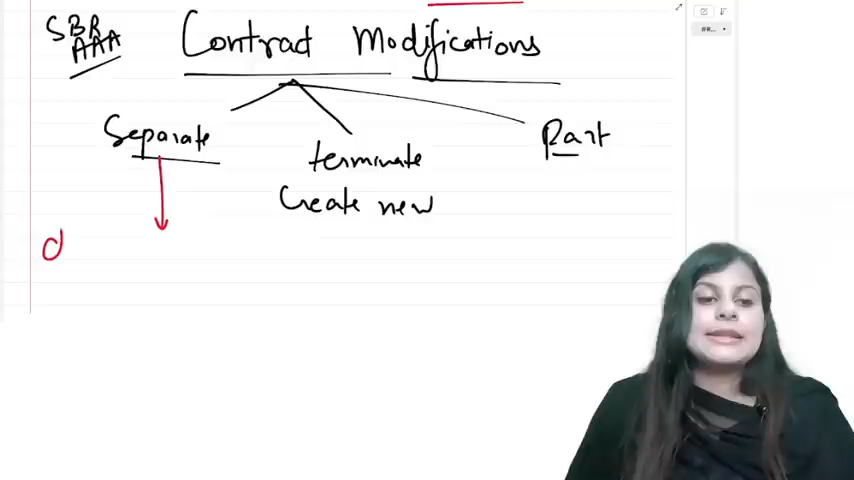 SBR
AAA
Contract Modifications
Separate
terminate
Create new
Part
d